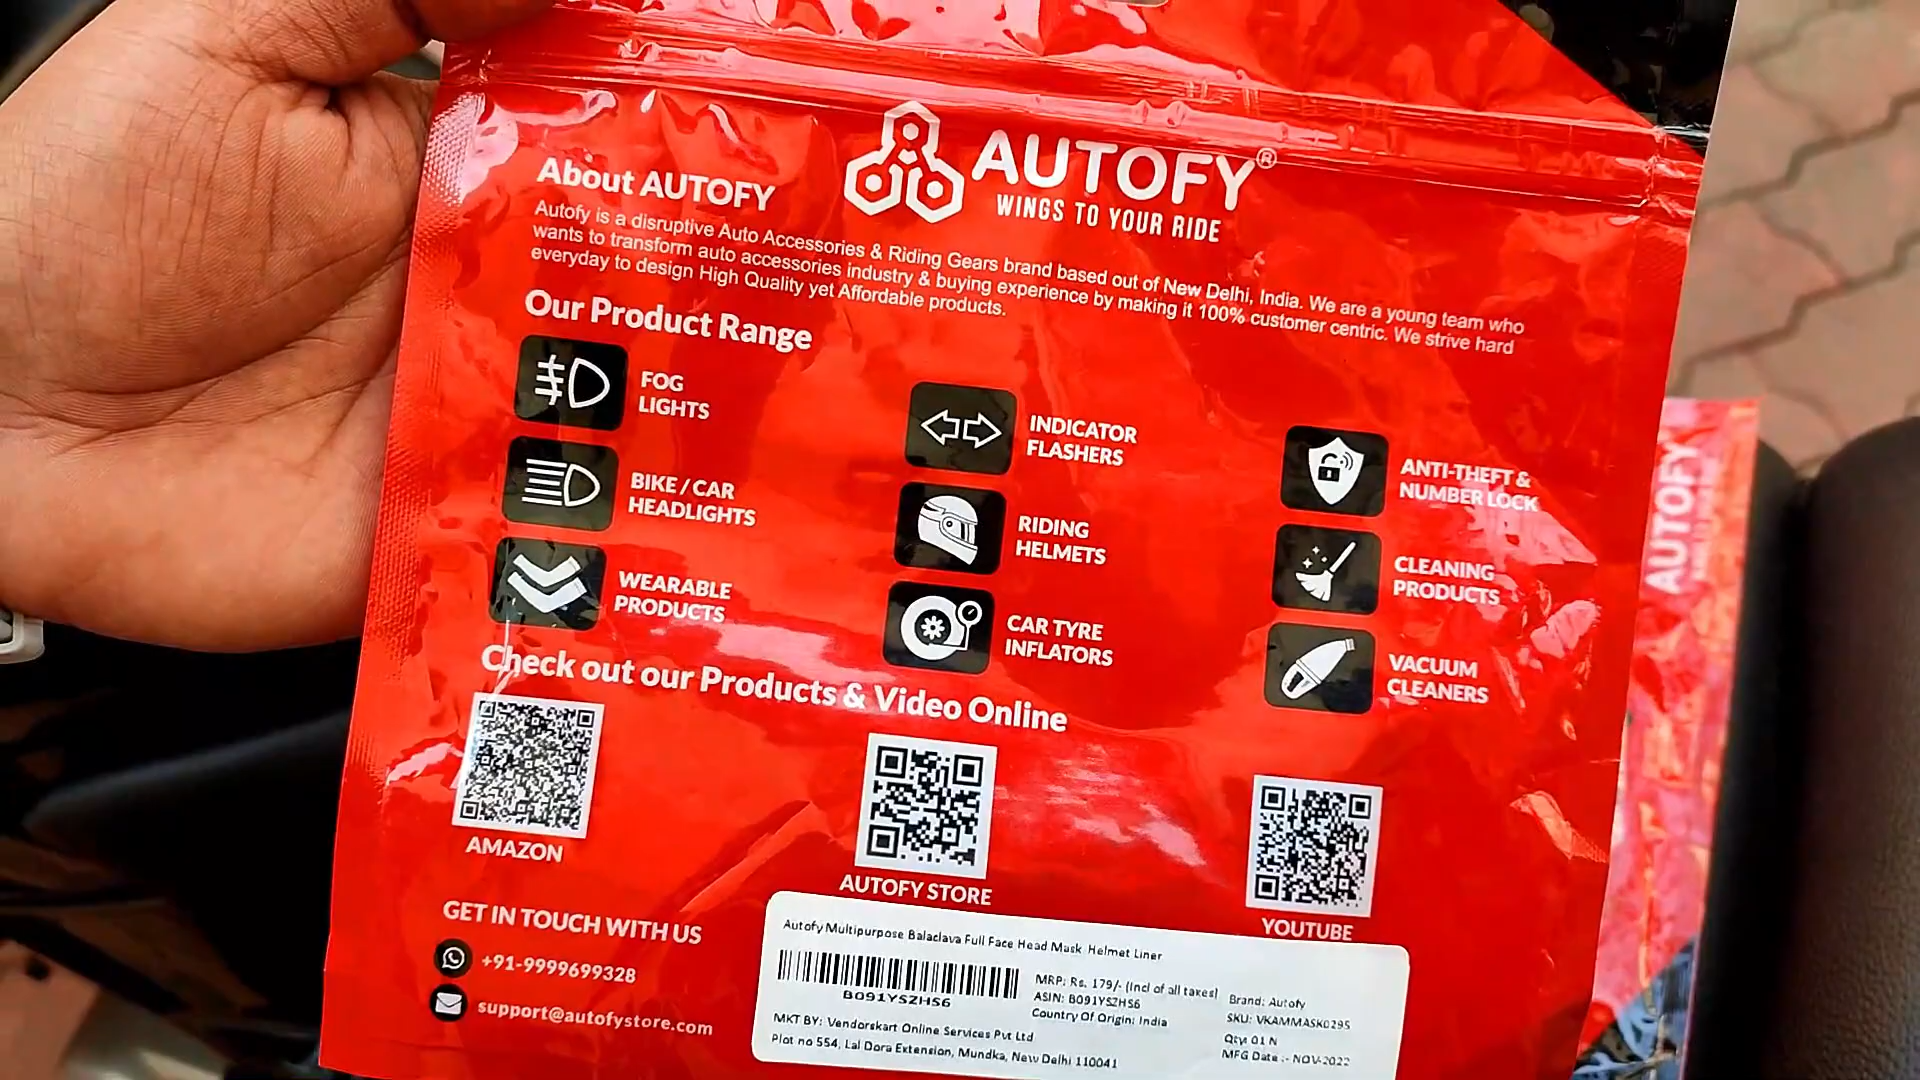 AUTOFY®
WINGS TO YOUR RIDE
About AUTOFY
Autofy is a disruptive Auto Accessories & Riding Gears brand based out of New Delhi, India. We are a young team who
wants to transform auto accessories industry & buying experience by making it 100% customer centric. We strive hard
everyday to design High Quality yet Affordable products.
Our Product Range
FOG
LIGHTS
BIKE / CAR
HEADLIGHTS
WEARABLE
PRODUCTS
INDICATOR
FLASHERS
RIDING
HELMETS
CAR TYRE
INFLATORS
ANTI-THEFT &
NUMBER LOCK
CLEANING
PRODUCTS
VACUUM
CLEANERS
Check out our Products & Video Online
AMAZON
AUTOFY STORE
YOUTUBE
GET IN TOUCH WITH US
+91-9999699328
support@autofystore.com
Autofy Multipurpose Balaclava Full Face Head Mask Helmet Liner
B091YS2HS6
MRP: Rs. 179/- (Incl of all taxes)
ASIN: B091YS2HS6
Country Of Origin: India
Brand: Autofy
SKU: VKAMMASK0295
Qty: 01 N
MFG Date :- NOV-2022
MKT BY: Vendorskart Online Services Pvt Ltd
Plot no 554, Lal Dora Extension, Mundka, New Delhi 110041
AUTOFY